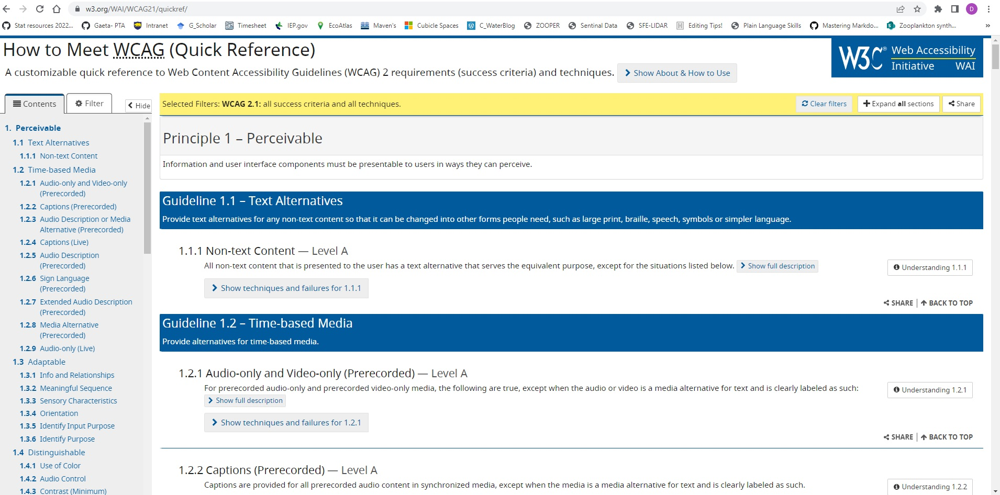 w3.org/WAI/WCAG21/quickref/
D
Stat resources 2022... Gaeta- PTA Intranet G_Scholar Timesheet IEP.gov EcoAtlas Maven's Cubicle Spaces C_WaterBlog ZOOPER Sentinal Data SFE-LIDAR Editing Tips! Plain Language Skills Mastering Markdo... Zooplankton synth... »
How to Meet WCAG (Quick Reference)
A customizable quick reference to Web Content Accessibility Guidelines (WCAG) 2 requirements (success criteria) and techniques. Show About & How to Use
W3C® Web Accessibility
Initiative WAI
Contents
Filter
Hide
1. Perceivable
1.1 Text Alternatives
1.1.1 Non-text Content
1.2 Time-based Media
1.2.1 Audio-only and Video-only
(Prerecorded)
1.2.2 Captions (Prerecorded)
1.2.3 Audio Description or Media
Alternative (Prerecorded)
1.2.4 Captions (Live)
1.2.5 Audio Description
(Prerecorded)
1.2.6 Sign Language
(Prerecorded)
1.2.7 Extended Audio Description
(Prerecorded)
1.2.8 Media Alternative
(Prerecorded)
1.2.9 Audio-only (Live)
1.3 Adaptable
1.3.1 Info and Relationships
1.3.2 Meaningful Sequence
1.3.3 Sensory Characteristics
1.3.4 Orientation
1.3.5 Identify Input Purpose
1.3.6 Identify Purpose
1.4 Distinguishable
1.4.1 Use of Color
1.4.2 Audio Control
1.4.3 Contrast (Minimum)
Selected Filters: WCAG 2.1: all success criteria and all techniques.
Clear filters
Expand all sections
Share
Principle 1 – Perceivable
Information and user interface components must be presentable to users in ways they can perceive.
Guideline 1.1 – Text Alternatives
Provide text alternatives for any non-text content so that it can be changed into other forms people need, such as large print, braille, speech, symbols or simpler language.
1.1.1 Non-text Content — Level A
All non-text content that is presented to the user has a text alternative that serves the equivalent purpose, except for the situations listed below. Show full description
Understanding 1.1.1
Show techniques and failures for 1.1.1
SHARE | BACK TO TOP
Guideline 1.2 – Time-based Media
Provide alternatives for time-based media.
1.2.1 Audio-only and Video-only (Prerecorded) — Level A
For prerecorded audio-only and prerecorded video-only media, the following are true, except when the audio or video is a media alternative for text and is clearly labeled as such:
Show full description
Understanding 1.2.1
Show techniques and failures for 1.2.1
SHARE | BACK TO TOP
1.2.2 Captions (Prerecorded) — Level A
Captions are provided for all prerecorded audio content in synchronized media, except when the media is a media alternative for text and is clearly labeled as such.
Understanding 1.2.2